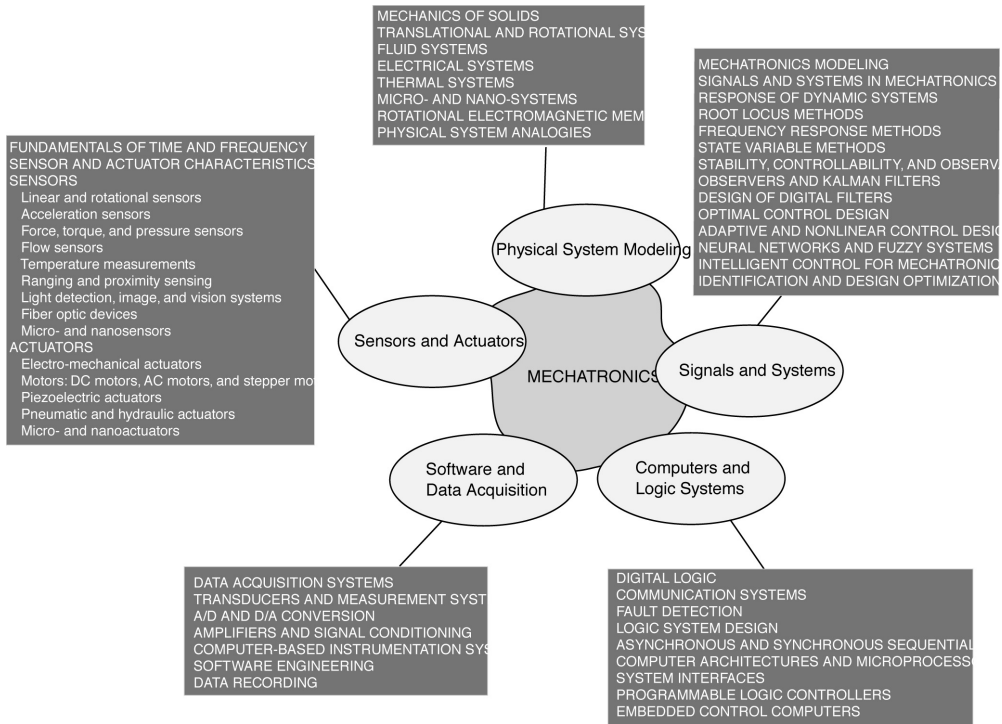 MECHANICS OF SOLIDS
TRANSLATIONAL AND ROTATIONAL SYS
FLUID SYSTEMS
ELECTRICAL SYSTEMS
THERMAL SYSTEMS
MICRO- AND NANO-SYSTEMS
ROTATIONAL ELECTROMAGNETIC MEM
PHYSICAL SYSTEM ANALOGIES
MECHATRONICS MODELING
SIGNALS AND SYSTEMS IN MECHATRONICS
RESPONSE OF DYNAMIC SYSTEMS
ROOT LOCUS METHODS
FREQUENCY RESPONSE METHODS
STATE VARIABLE METHODS
STABILITY, CONTROLLABILITY, AND OBSERVA
OBSERVERS AND KALMAN FILTERS
DESIGN OF DIGITAL FILTERS
OPTIMAL CONTROL DESIGN
ADAPTIVE AND NONLINEAR CONTROL DESIG
NEURAL NETWORKS AND FUZZY SYSTEMS
INTELLIGENT CONTROL FOR MECHATRONIC
IDENTIFICATION AND DESIGN OPTIMIZATION
FUNDAMENTALS OF TIME AND FREQUENCY
SENSOR AND ACTUATOR CHARACTERISTICS
SENSORS
Linear and rotational sensors
Acceleration sensors
Force, torque, and pressure sensors
Flow sensors
Temperature measurements
Ranging and proximity sensing
Light detection, image, and vision systems
Fiber optic devices
Micro- and nanosensors
ACTUATORS
Electro-mechanical actuators
Motors: DC motors, AC motors, and stepper mo
Piezoelectric actuators
Pneumatic and hydraulic actuators
Micro- and nanoactuators
Physical System Modeling
Sensors and Actuators
MECHATRONICS
Signals and Systems
Software and
Data Acquisition
Computers and
Logic Systems
DATA ACQUISITION SYSTEMS
TRANSDUCERS AND MEASUREMENT SYST
A/D AND D/A CONVERSION
AMPLIFIERS AND SIGNAL CONDITIONING
COMPUTER-BASED INSTRUMENTATION SYS
SOFTWARE ENGINEERING
DATA RECORDING
DIGITAL LOGIC
COMMUNICATION SYSTEMS
FAULT DETECTION
LOGIC SYSTEM DESIGN
ASYNCHRONOUS AND SYNCHRONOUS SEQUENTIAL
COMPUTER ARCHITECTURES AND MICROPROCESSO
SYSTEM INTERFACES
PROGRAMMABLE LOGIC CONTROLLERS
EMBEDDED CONTROL COMPUTERS